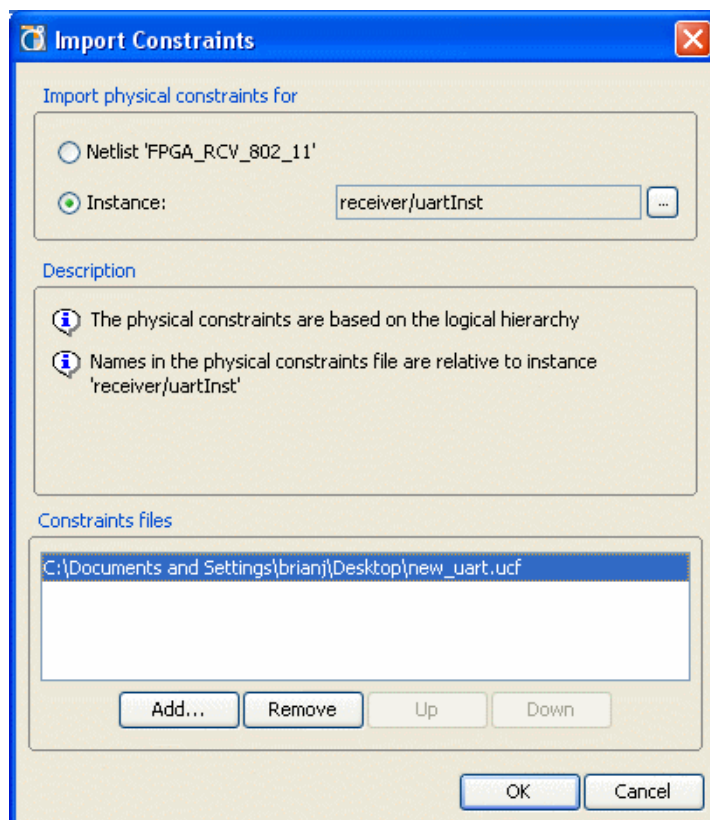 Import Constraints
Import physical constraints for
Netlist 'FPGA_RCV_802_11'
Instance:
receiver/uartInst
...
Description
The physical constraints are based on the logical hierarchy
Names in the physical constraints file are relative to instance
'receiver/uartInst'
Constraints files
C:\Documents and Settings\brianj\Desktop\new_uart.ucf
Add...
Remove
Up
Down
OK
Cancel